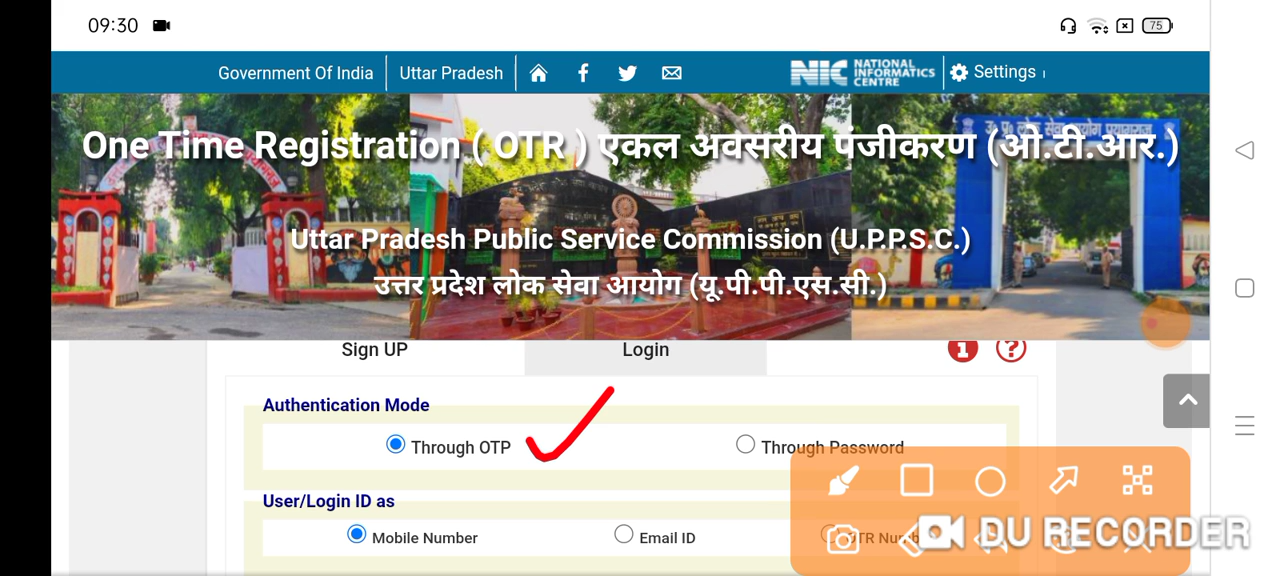 09:30
75
Government Of India Uttar Pradesh NIC NATIONAL INFORMATICS CENTRE Settings
One Time Registration ( OTR ) एकल अवसरीय पंजीकरण (ओ.टी.आर.)
Uttar Pradesh Public Service Commission (U.P.P.S.C.)
उत्तर प्रदेश लोक सेवा आयोग (यू.पी.पी.एस.सी.)
Sign UP Login
Authentication Mode
Through OTP Through Password
User/Login ID as
Mobile Number Email ID
DU RECORDER